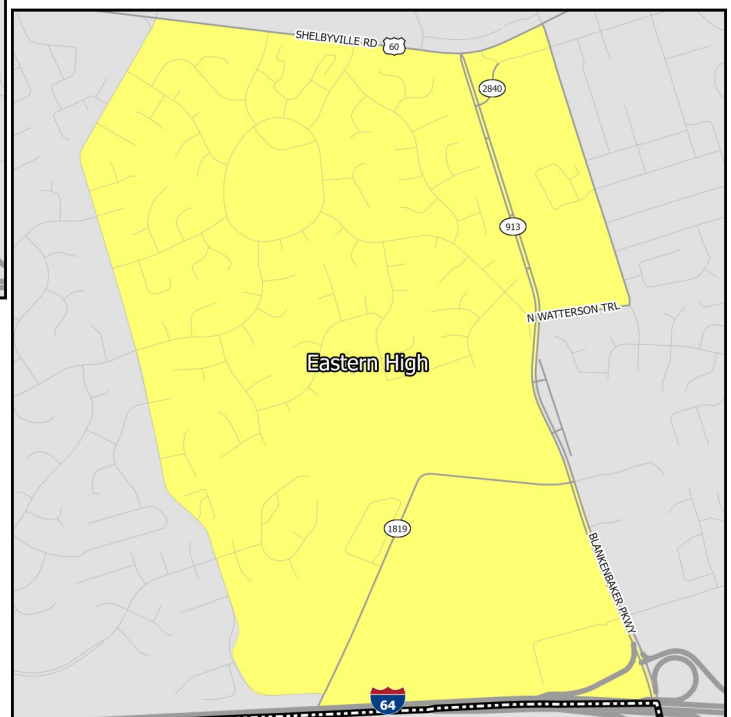 SHELBYVILLE RD
60
2840
913
N WATTERSON TRL
Eastern High
1819
BLANKENBAKER PKWY
64